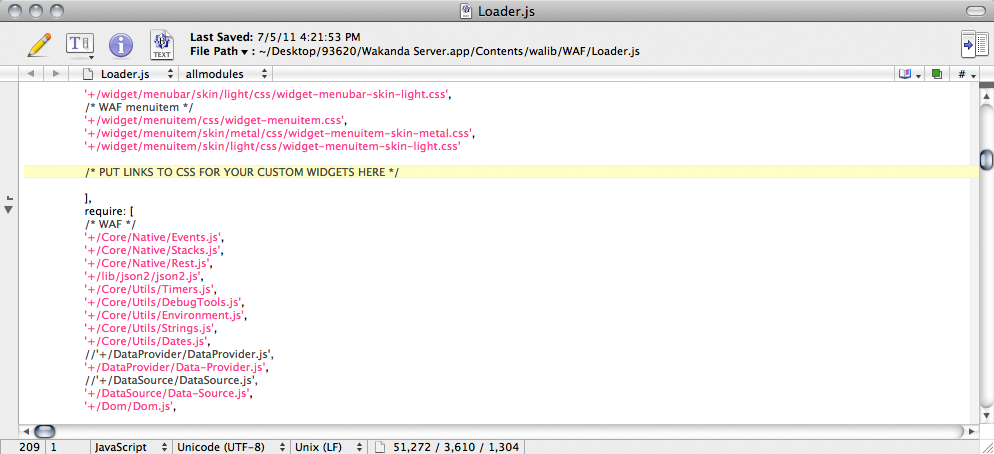 Loader.js
Last Saved: 7/5/11 4:21:53 PM
File Path ▾ : ~/Desktop/93620/Wakanda Server.app/Contents/walib/WAF/Loader.js
T
TEXT
Loader.js allmodules #
'+/widget/menubar/skin/light/css/widget-menubar-skin-light.css',
/* WAF menuitem */
'+/widget/menuitem/css/widget-menuitem.css',
'+/widget/menuitem/skin/metal/css/widget-menuitem-skin-metal.css',
'+/widget/menuitem/skin/light/css/widget-menuitem-skin-light.css'
/* PUT LINKS TO CSS FOR YOUR CUSTOM WIDGETS HERE */
],
require: [
/* WAF */
'+/Core/Native/Events.js',
'+/Core/Native/Stacks.js',
'+/Core/Native/Rest.js',
'+/lib/json2/json2.js',
'+/Core/Utils/Timers.js',
'+/Core/Utils/DebugTools.js',
'+/Core/Utils/Environment.js',
'+/Core/Utils/Strings.js',
'+/Core/Utils/Dates.js',
//'+/DataProvider/DataProvider.js',
'+/DataProvider/Data-Provider.js',
//'+/DataSource/DataSource.js',
'+/DataSource/Data-Source.js',
'+/Dom/Dom.js',
209 1 JavaScript Unicode (UTF-8) Unix (LF) 51,272 / 3,610 / 1,304